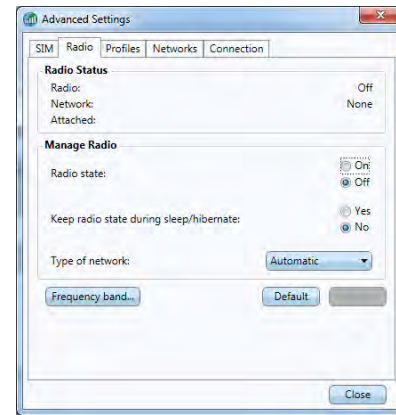 Advanced Settings
SIM Radio Profiles Networks Connection
Radio Status
Radio: Off
Network: None
Attached:
Manage Radio
Radio state: On
Off
Keep radio state during sleep/hibernate: Yes
No
Type of network: Automatic
Frequency band... Default
Close